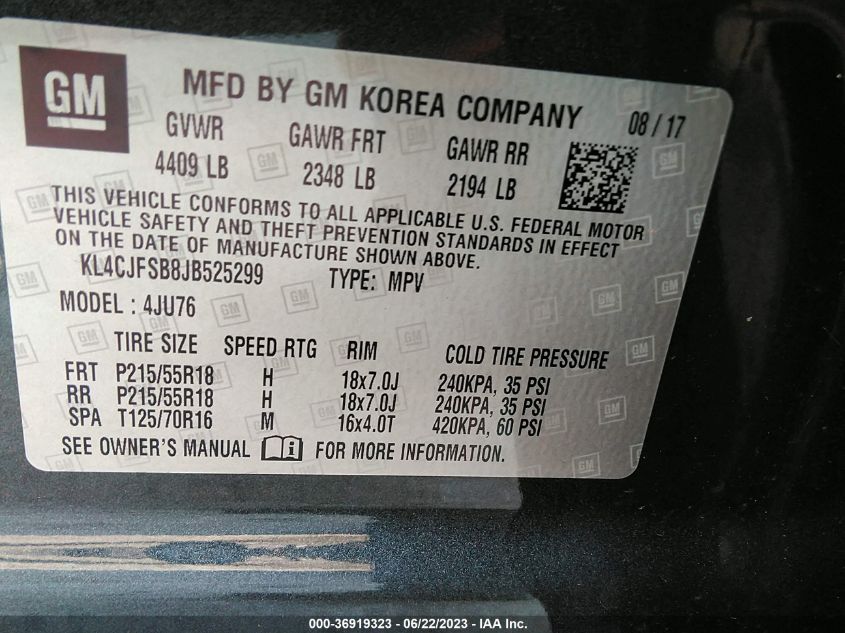 GM
MFD BY GM KOREA COMPANY 08 / 17
GVWR GAWR FRT GAWR RR
4409 LB 2348 LB 2194 LB
THIS VEHICLE CONFORMS TO ALL APPLICABLE U.S. FEDERAL MOTOR
VEHICLE SAFETY AND THEFT PREVENTION STANDARDS IN EFFECT
ON THE DATE OF MANUFACTURE SHOWN ABOVE.
KL4CJFSB8JB525299 TYPE: MPV
MODEL : 4JU76
TIRE SIZE SPEED RTG RIM COLD TIRE PRESSURE
FRT P215/55R18 H 18x7.0J 240KPA, 35 PSI
RR P215/55R18 H 18x7.0J 240KPA, 35 PSI
SPA T125/70R16 M 16x4.0T 420KPA, 60 PSI
SEE OWNER'S MANUAL i FOR MORE INFORMATION.
000-36919323 - 06/22/2023 - IAA Inc.